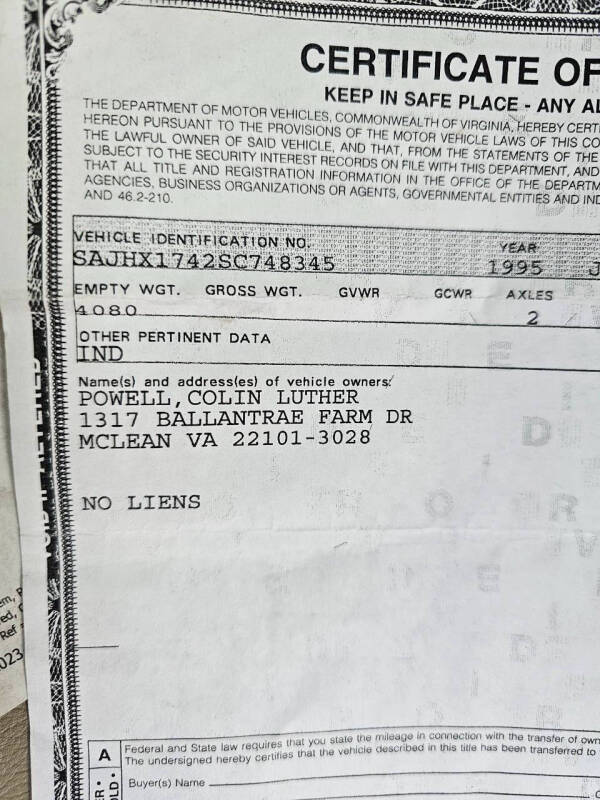 CERTIFICATE OF
KEEP IN SAFE PLACE - ANY AL
THE DEPARTMENT OF MOTOR VEHICLES, COMMONWEALTH OF VIRGINIA, HEREBY CERTI
HEREON PURSUANT TO THE PROVISIONS OF THE MOTOR VEHICLE LAWS OF THIS CO
THE LAWFUL OWNER OF SAID VEHICLE, AND THAT, FROM THE STATEMENTS OF THE
SUBJECT TO THE SECURITY INTEREST RECORDS ON FILE WITH THIS DEPARTMENT, AND
THAT ALL TITLE AND REGISTRATION INFORMATION IN THE OFFICE OF THE DEPARTM
AGENCIES, BUSINESS ORGANIZATIONS OR AGENTS, GOVERNMENTAL ENTITIES AND IND
AND 46.2-210.
VEHICLE IDENTIFICATION NO. YEAR
SAJHX1742SC748345 1995 J
EMPTY WGT. GROSS WGT. GVWR GCWR AXLES
4080 2
OTHER PERTINENT DATA
IND
Name(s) and address(es) of vehicle owners:
POWELL,COLIN LUTHER
1317 BALLANTRAE FARM DR
MCLEAN VA 22101-3028
NO LIENS
VOID IF ALTERED
A Federal and State law requires that you state the mileage in connection with the transfer of own
The undersigned hereby certifies that the vehicle described in this title has been transferred to
Buyer(s) Name